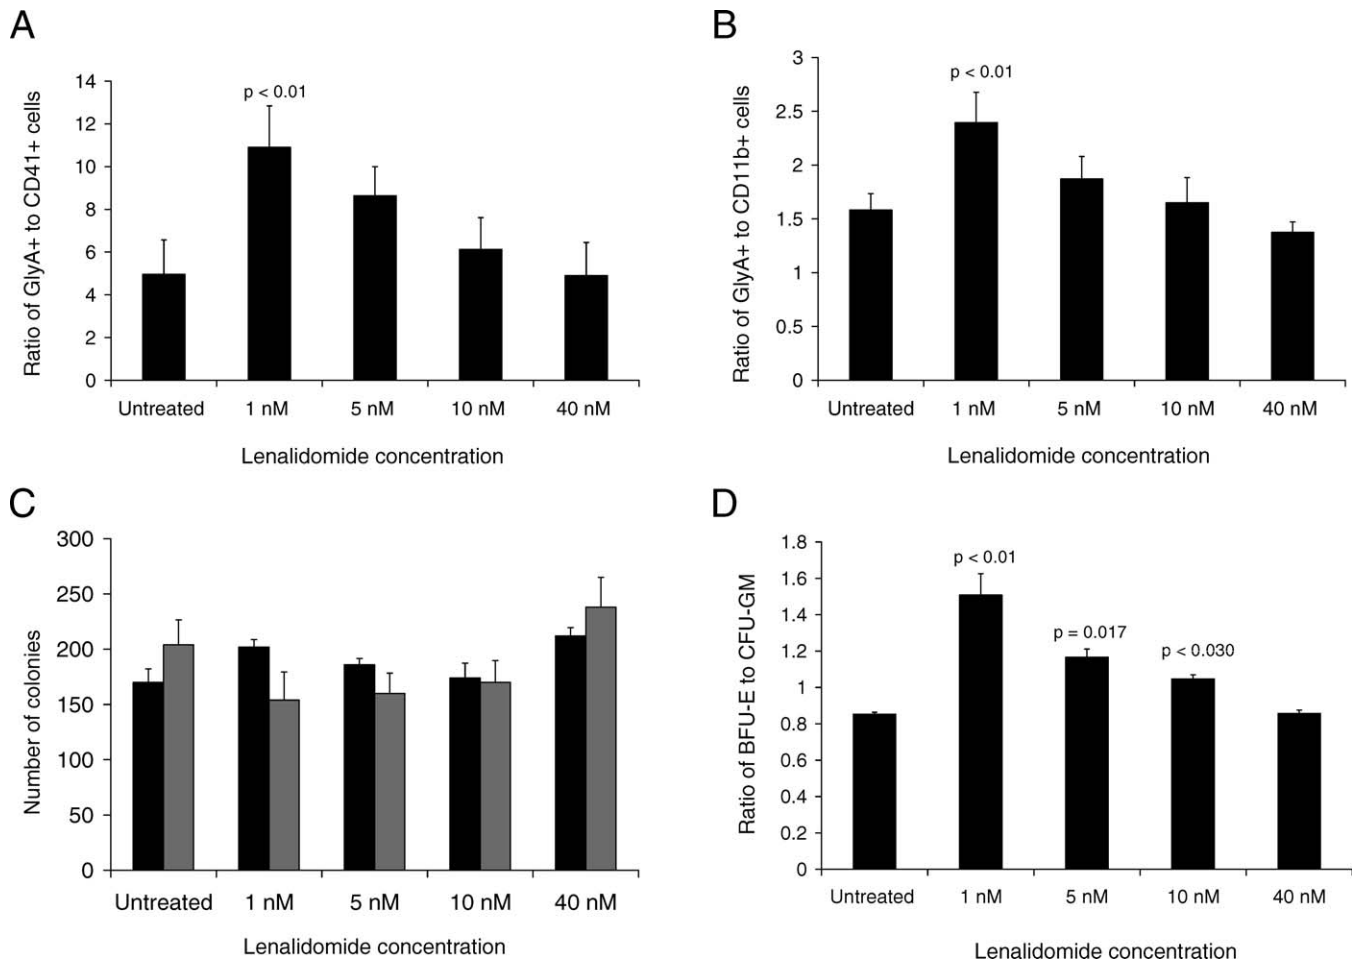 A
Ratio of GlyA+ to CD41+ cells
14
12
10
8
6
4
2
0
p < 0.01
Untreated 1 nM 5 nM 10 nM 40 nM
Lenalidomide concentration
B
Ratio of GlyA+ to CD11b+ cells
3
2.5
2
1.5
1
0.5
0
p < 0.01
Untreated 1 nM 5 nM 10 nM 40 nM
Lenalidomide concentration
C
Number of colonies
300
250
200
150
100
50
0
Untreated 1 nM 5 nM 10 nM 40 nM
Lenalidomide concentration
D
Ratio of BFU-E to CFU-GM
1.8
1.6
1.4
1.2
1
0.8
0.6
0.4
0.2
0
p < 0.01
p = 0.017
p < 0.030
Untreated 1 nM 5 nM 10 nM 40 nM
Lenalidomide concentration